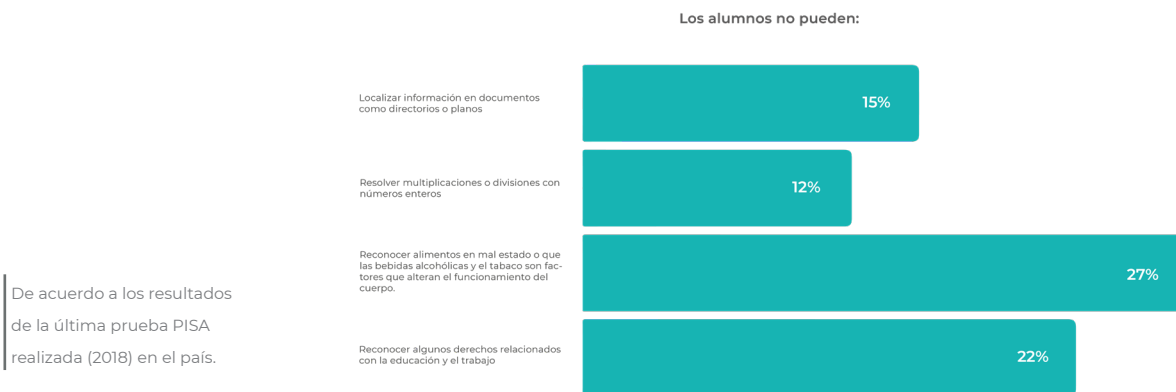 Los alumnos no pueden:
Localizar información en documentos
como directorios o planos
15%
Resolver multiplicaciones o divisiones con
números enteros
12%
Reconocer alimentos en mal estado o que
las bebidas alcohólicas y el tabaco son fac-
tores que alteran el funcionamiento del
cuerpo.
27%
Reconocer algunos derechos relacionados
con la educación y el trabajo
22%
De acuerdo a los resultados
de la última prueba PISA
realizada (2018) en el país.